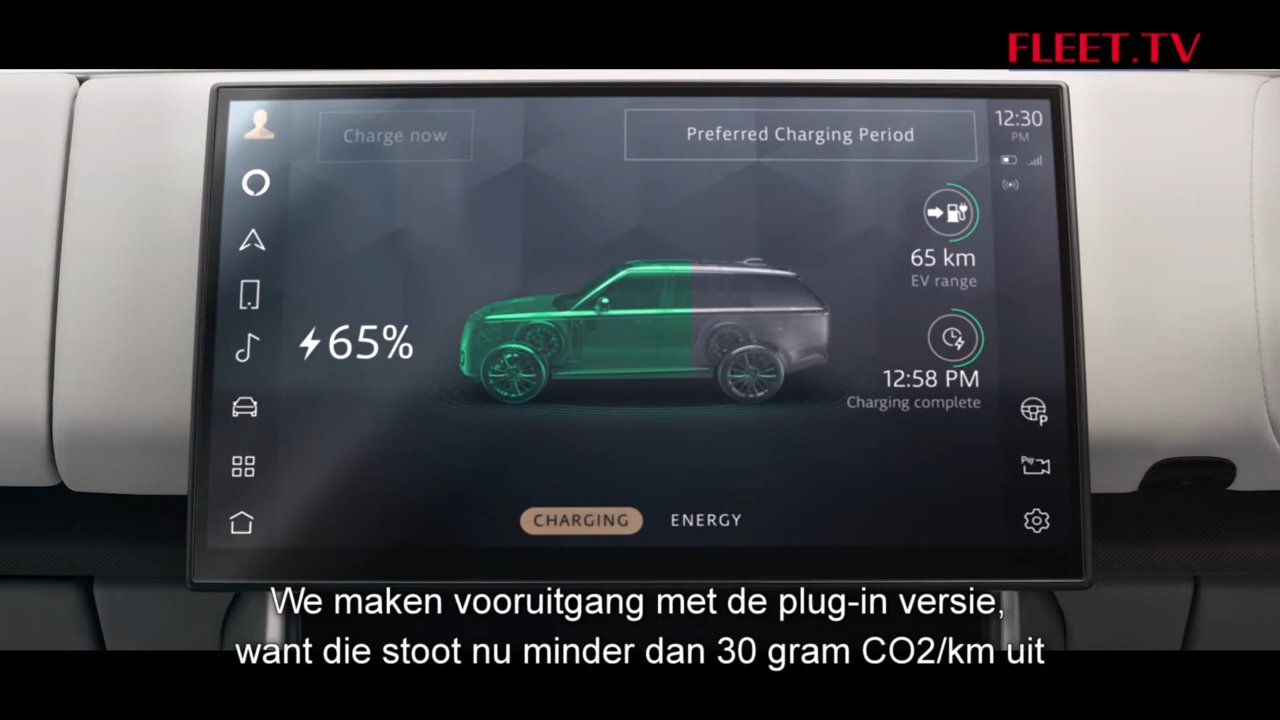 FLEET.TV
Charge now
Preferred Charging Period
12:30
PM
65 km
EV range
65%
12:58 PM
Charging complete
P
CHARGING
ENERGY
We maken vooruitgang met de plug-in versie,
want die stoot nu minder dan 30 gram CO2/km uit